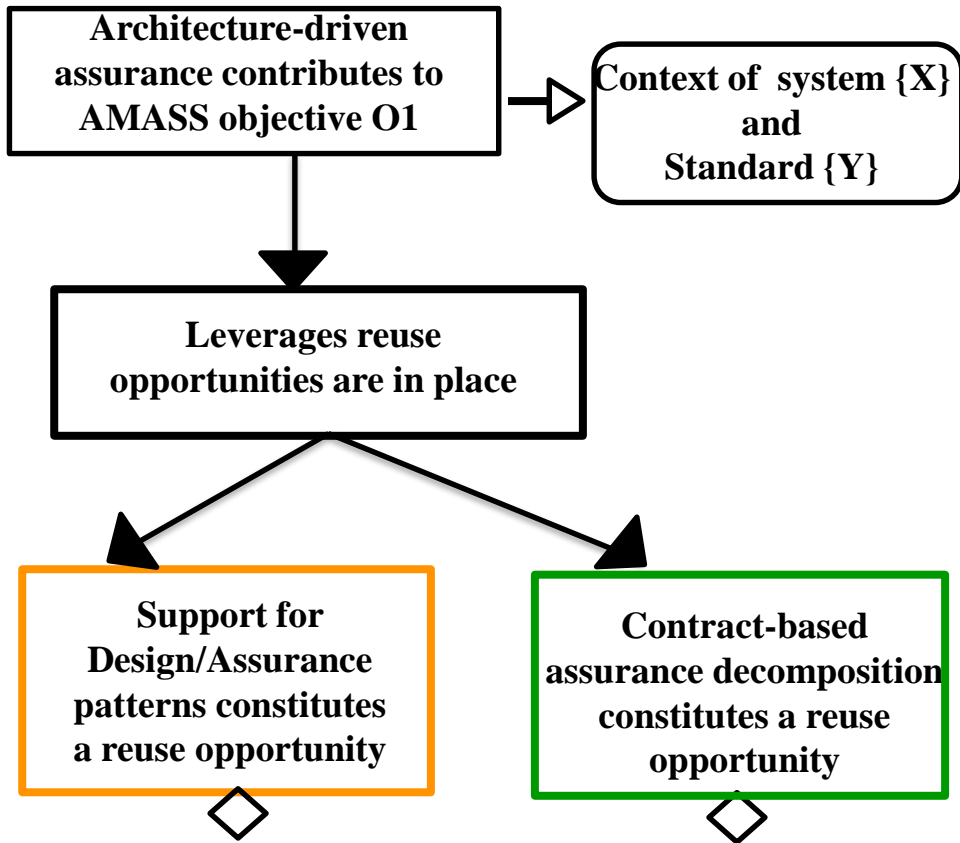 Architecture-driven
assurance contributes to
AMASS objective O1
Context of system {X}
and
Standard {Y}
Leverages reuse
opportunities are in place
Support for
Design/Assurance
patterns constitutes
a reuse opportunity
Contract-based
assurance decomposition
constitutes a reuse
opportunity